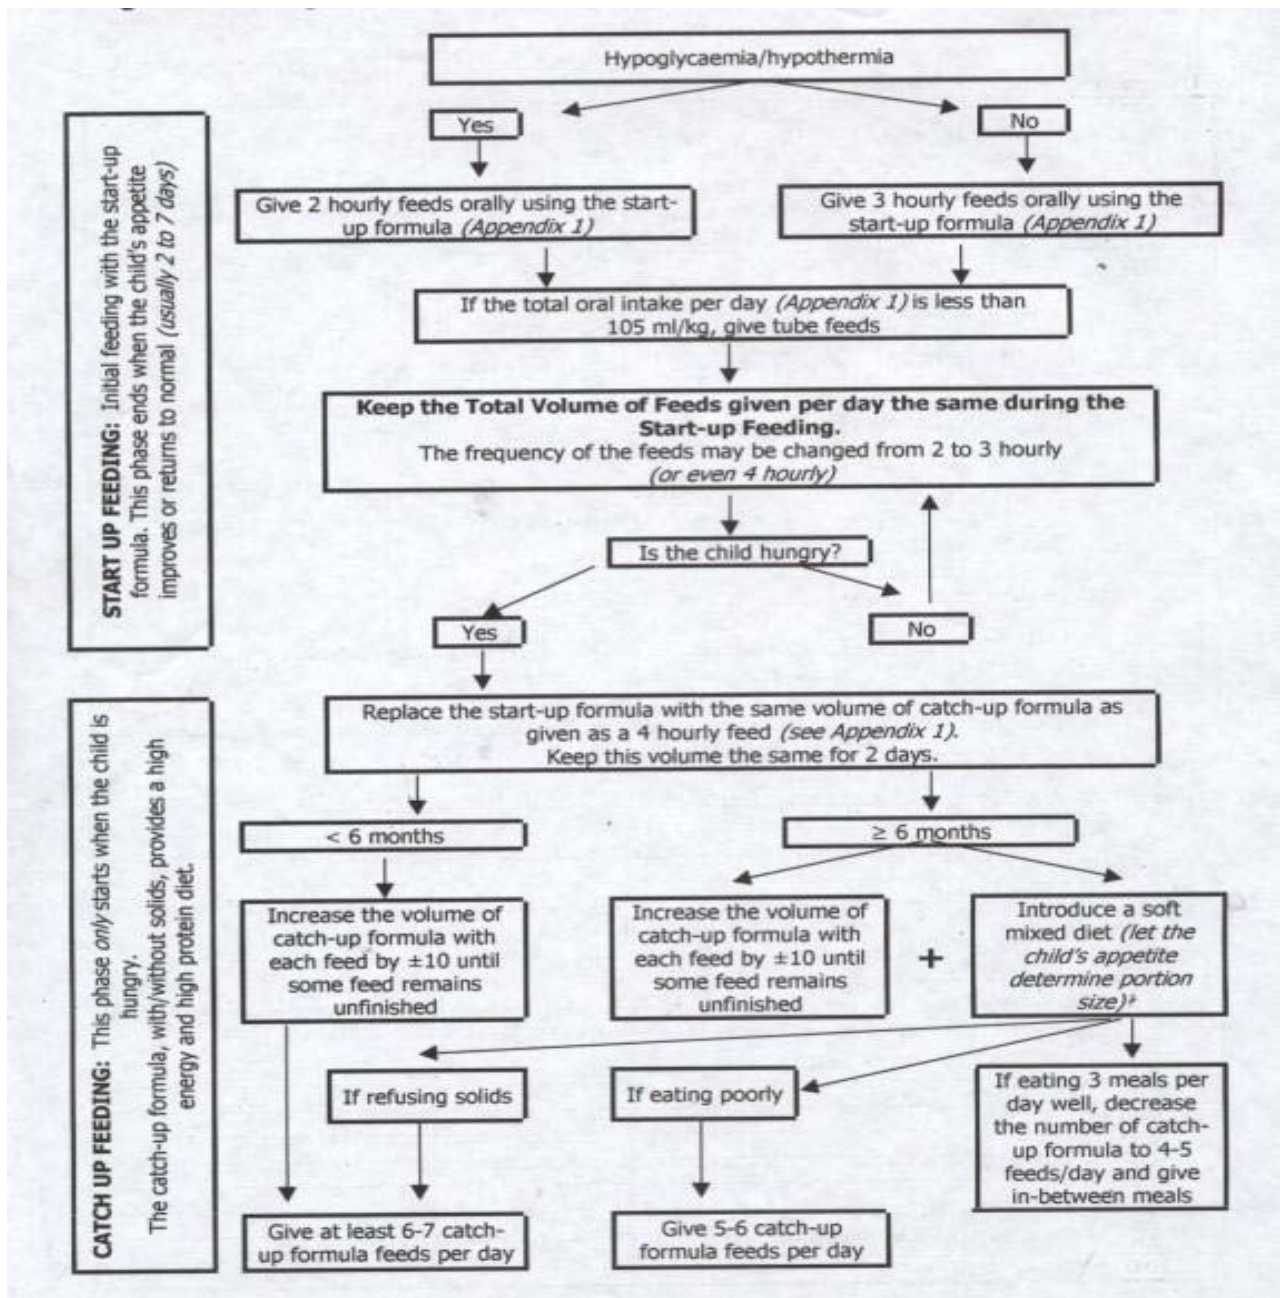 Hypoglycaemia/hypothermia
Yes
No
Give 2 hourly feeds orally using the start-
up formula (Appendix 1)
Give 3 hourly feeds orally using the
start-up formula (Appendix 1)
If the total oral intake per day (Appendix 1) is less than
105 ml/kg, give tube feeds
Keep the Total Volume of Feeds given per day the same during the
Start-up Feeding.
The frequency of the feeds may be changed from 2 to 3 hourly
(or even 4 hourly)
Is the child hungry?
Yes
No
START UP FEEDING: Initial feeding with the start-up
formula. This phase ends when the child's appetite
improves or returns to normal (usually 2 to 7 days)
Replace the start-up formula with the same volume of catch-up formula as
given as a 4 hourly feed (see Appendix 1).
Keep this volume the same for 2 days.
< 6 months
≥ 6 months
Increase the volume of
catch-up formula with
each feed by ±10 until
some feed remains
unfinished
Increase the volume of
catch-up formula with
each feed by ±10 until
some feed remains
unfinished
+
Introduce a soft
mixed diet (let the
child's appetite
determine portion
size)†
If refusing solids
If eating poorly
If eating 3 meals per
day well, decrease
the number of catch-
up formula to 4-5
feeds/day and give
in-between meals
Give at least 6-7 catch-
up formula feeds per day
Give 5-6 catch-up
formula feeds per day
CATCH UP FEEDING: This phase only starts when the child is
hungry.
The catch-up formula, with/without solids, provides a high
energy and high protein diet.